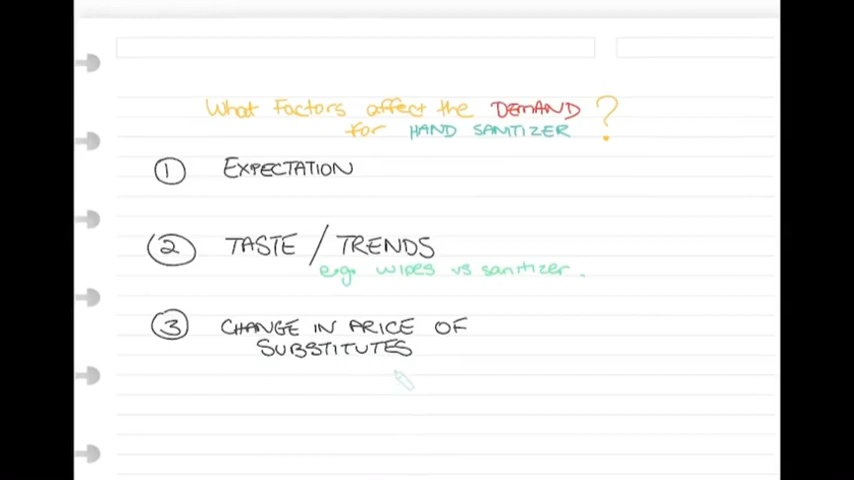 What Factors affect the DEMAND
for HAND SANITIZER ?
1 EXPECTATION
2 TASTE / TRENDS
e.g. wipes vs sanitizer.
3 CHANGE IN PRICE OF
SUBSTITUTES